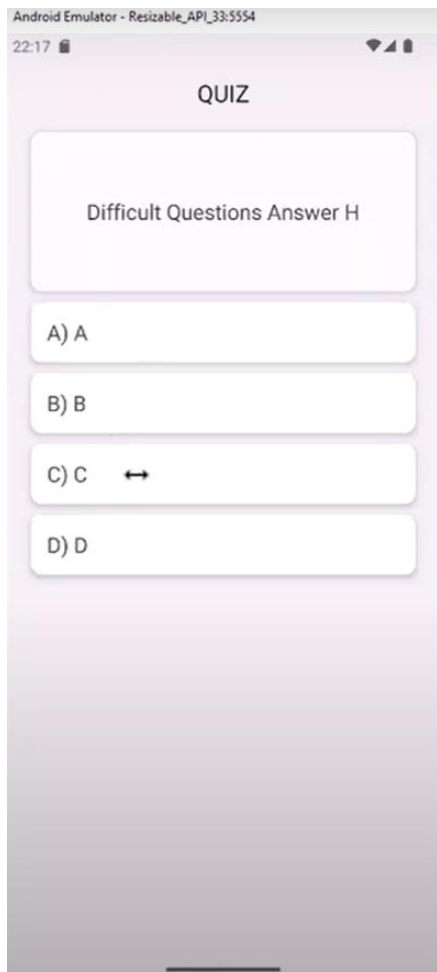 Android Emulator - Resizable_API_33:5554
22:17
QUIZ
Difficult Questions Answer H
A) A
B) B
C) C
D) D